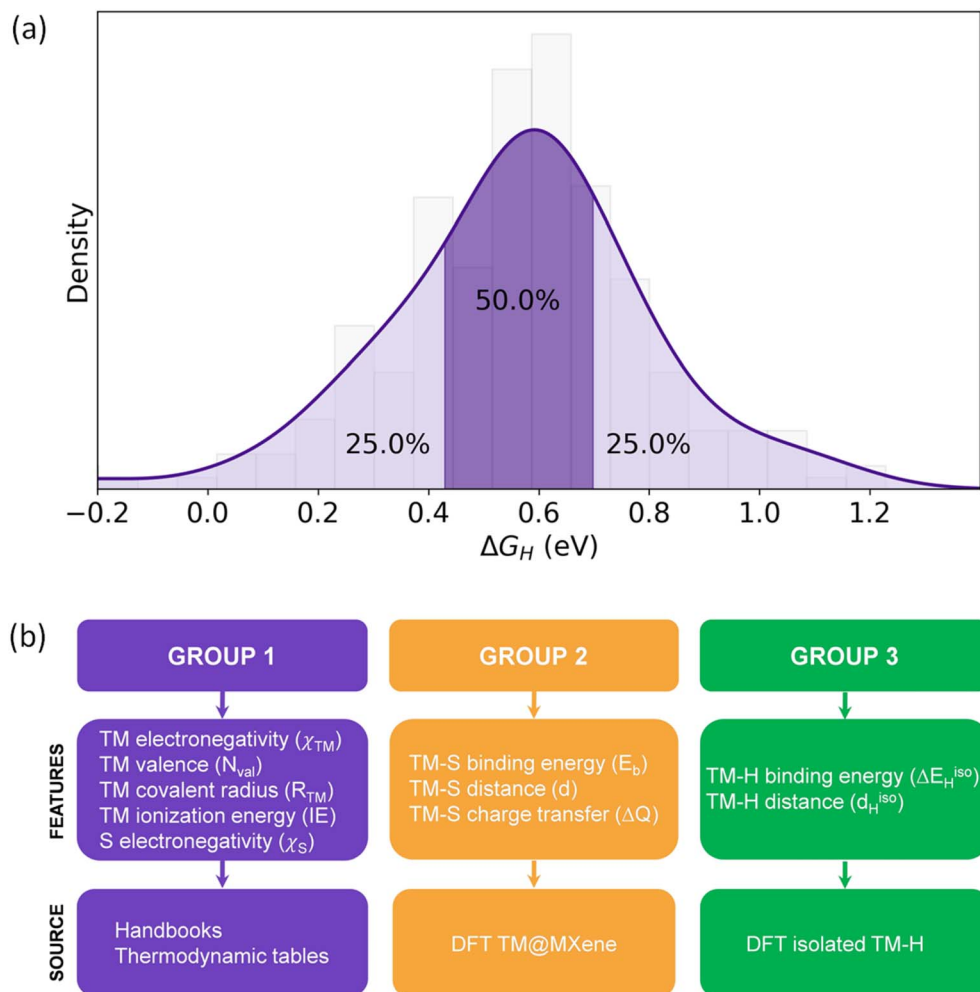 (a)
Density
50.0%
25.0%
25.0%
−0.2
0.0
0.2
0.4
0.6
0.8
1.0
1.2
ΔG_H (eV)
(b)
GROUP 1
GROUP 2
GROUP 3
FEATURES
TM electronegativity (χ_TM)
TM valence (N_val)
TM covalent radius (R_TM)
TM ionization energy (IE)
S electronegativity (χ_S)
TM-S binding energy (E_b)
TM-S distance (d)
TM-S charge transfer (ΔQ)
TM-H binding energy (ΔE_H^iso)
TM-H distance (d_H^iso)
SOURCE
Handbooks
Thermodynamic tables
DFT TM@MXene
DFT isolated TM-H